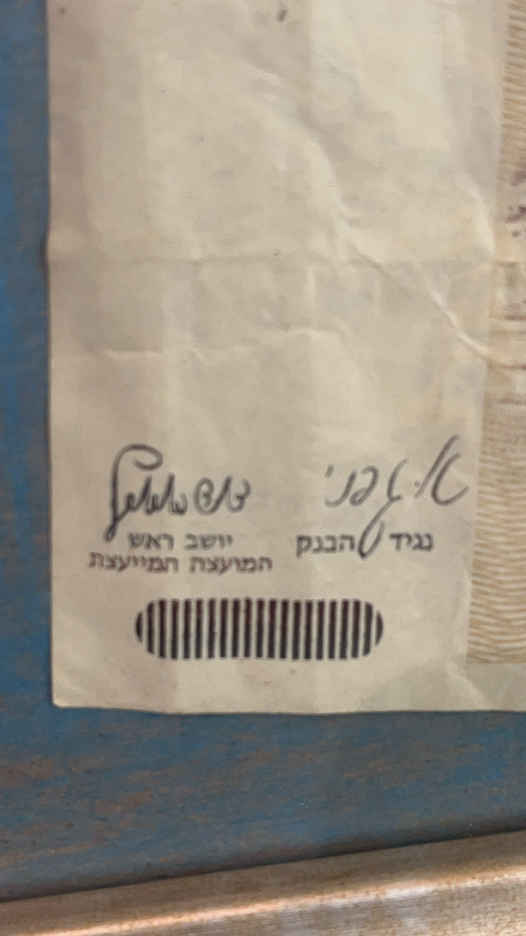 א. גפני
נגיד הבנק
יושב ראש
המועצה המייעצת